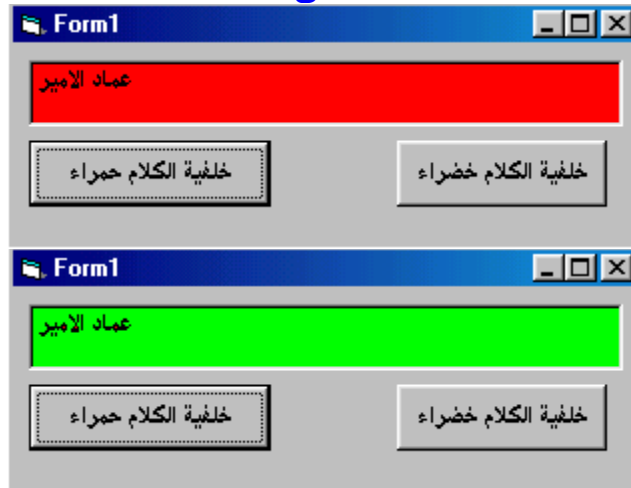 Form1
عماد الامير
خلفية الكلام حمراء
خلفية الكلام خضراء
Form1
عماد الامير
خلفية الكلام حمراء
خلفية الكلام خضراء